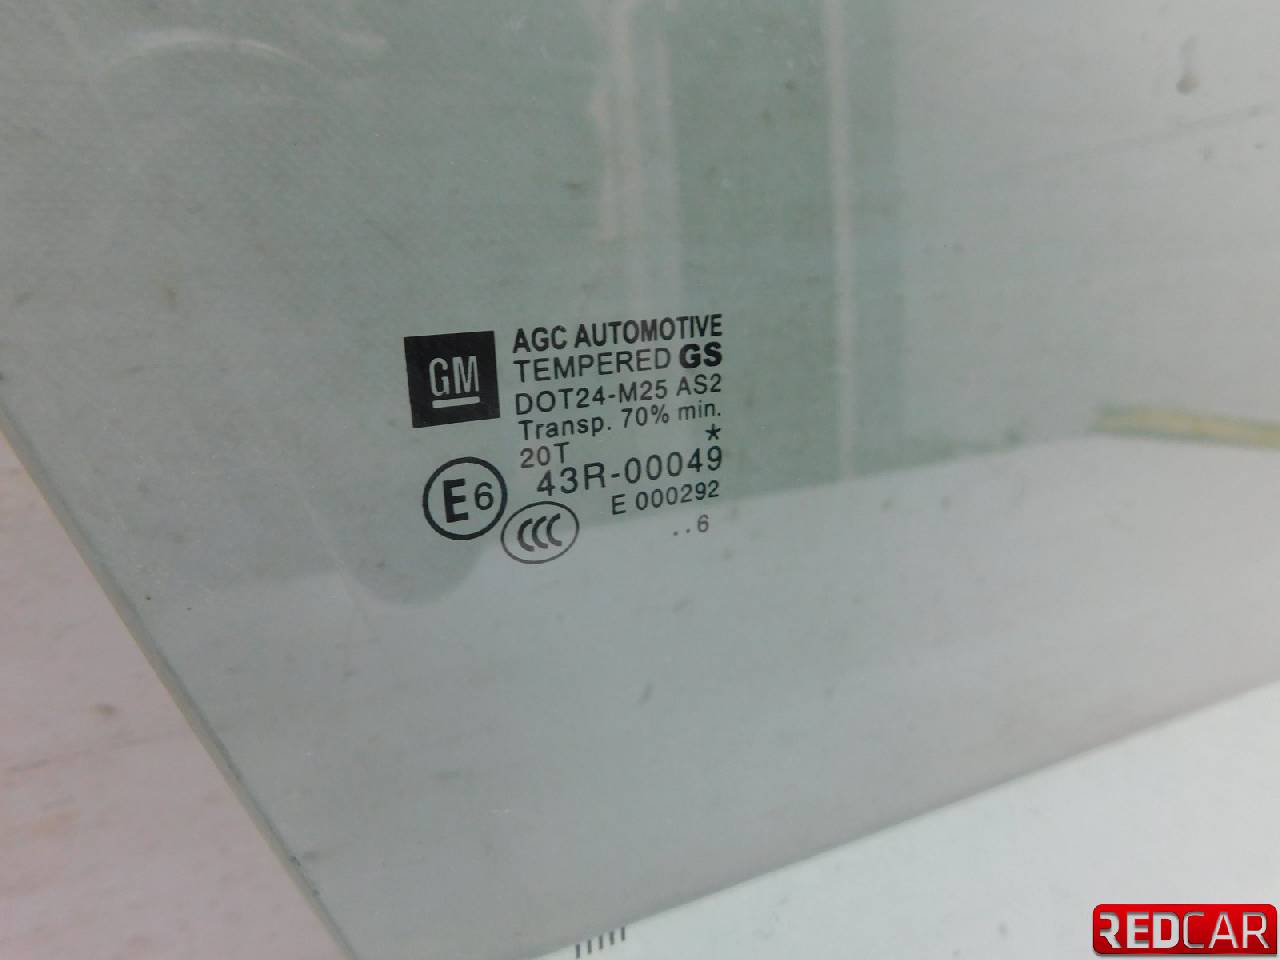 GM
AGC AUTOMOTIVE
TEMPERED GS
DOT24-M25 AS2
Transp. 70% min.
20T *
43R-00049
E6
E 000292
CCC
..6
REDCAR